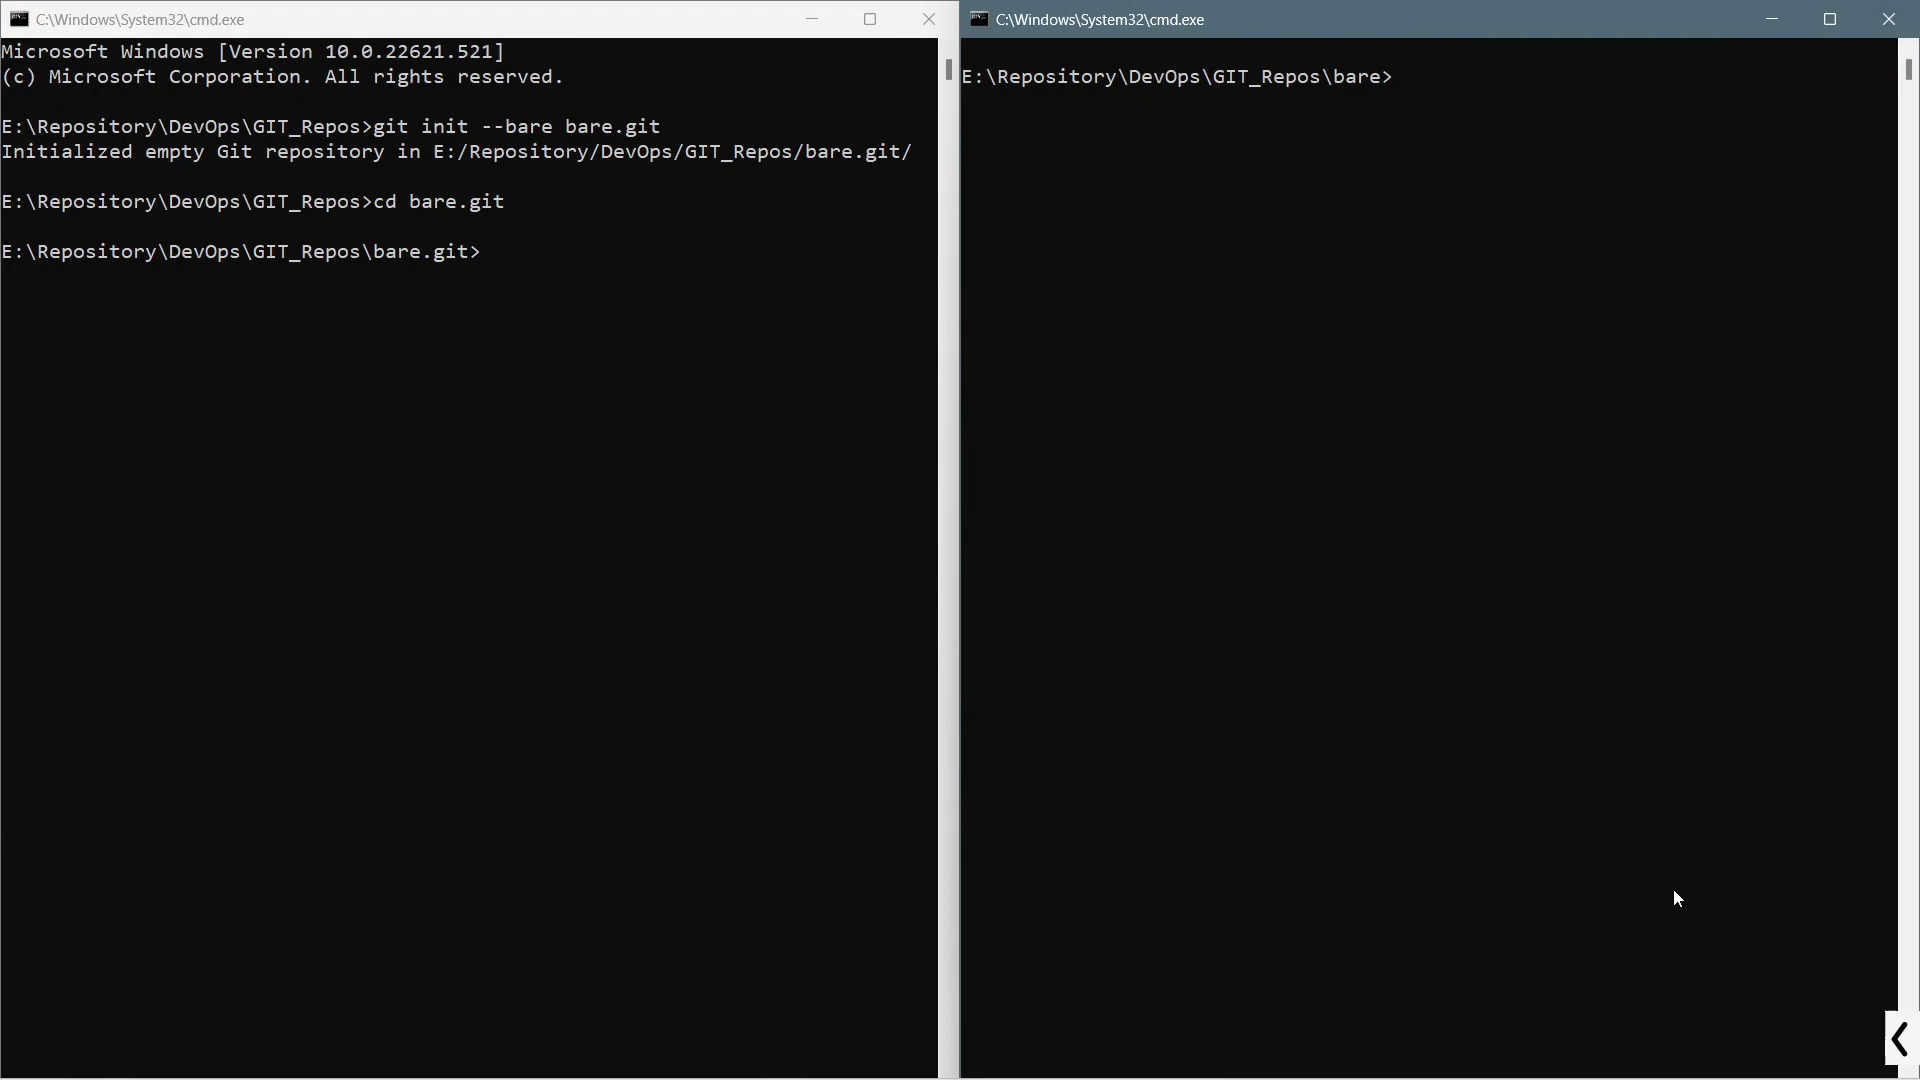 C:\Windows\System32\cmd.exe
Microsoft Windows [Version 10.0.22621.521]
(c) Microsoft Corporation. All rights reserved.
E:\Repository\DevOps\GIT_Repos>git init --bare bare.git
Initialized empty Git repository in E:/Repository/DevOps/GIT_Repos/bare.git/
E:\Repository\DevOps\GIT_Repos>cd bare.git
E:\Repository\DevOps\GIT_Repos\bare.git>
C:\Windows\System32\cmd.exe
E:\Repository\DevOps\GIT_Repos\bare>